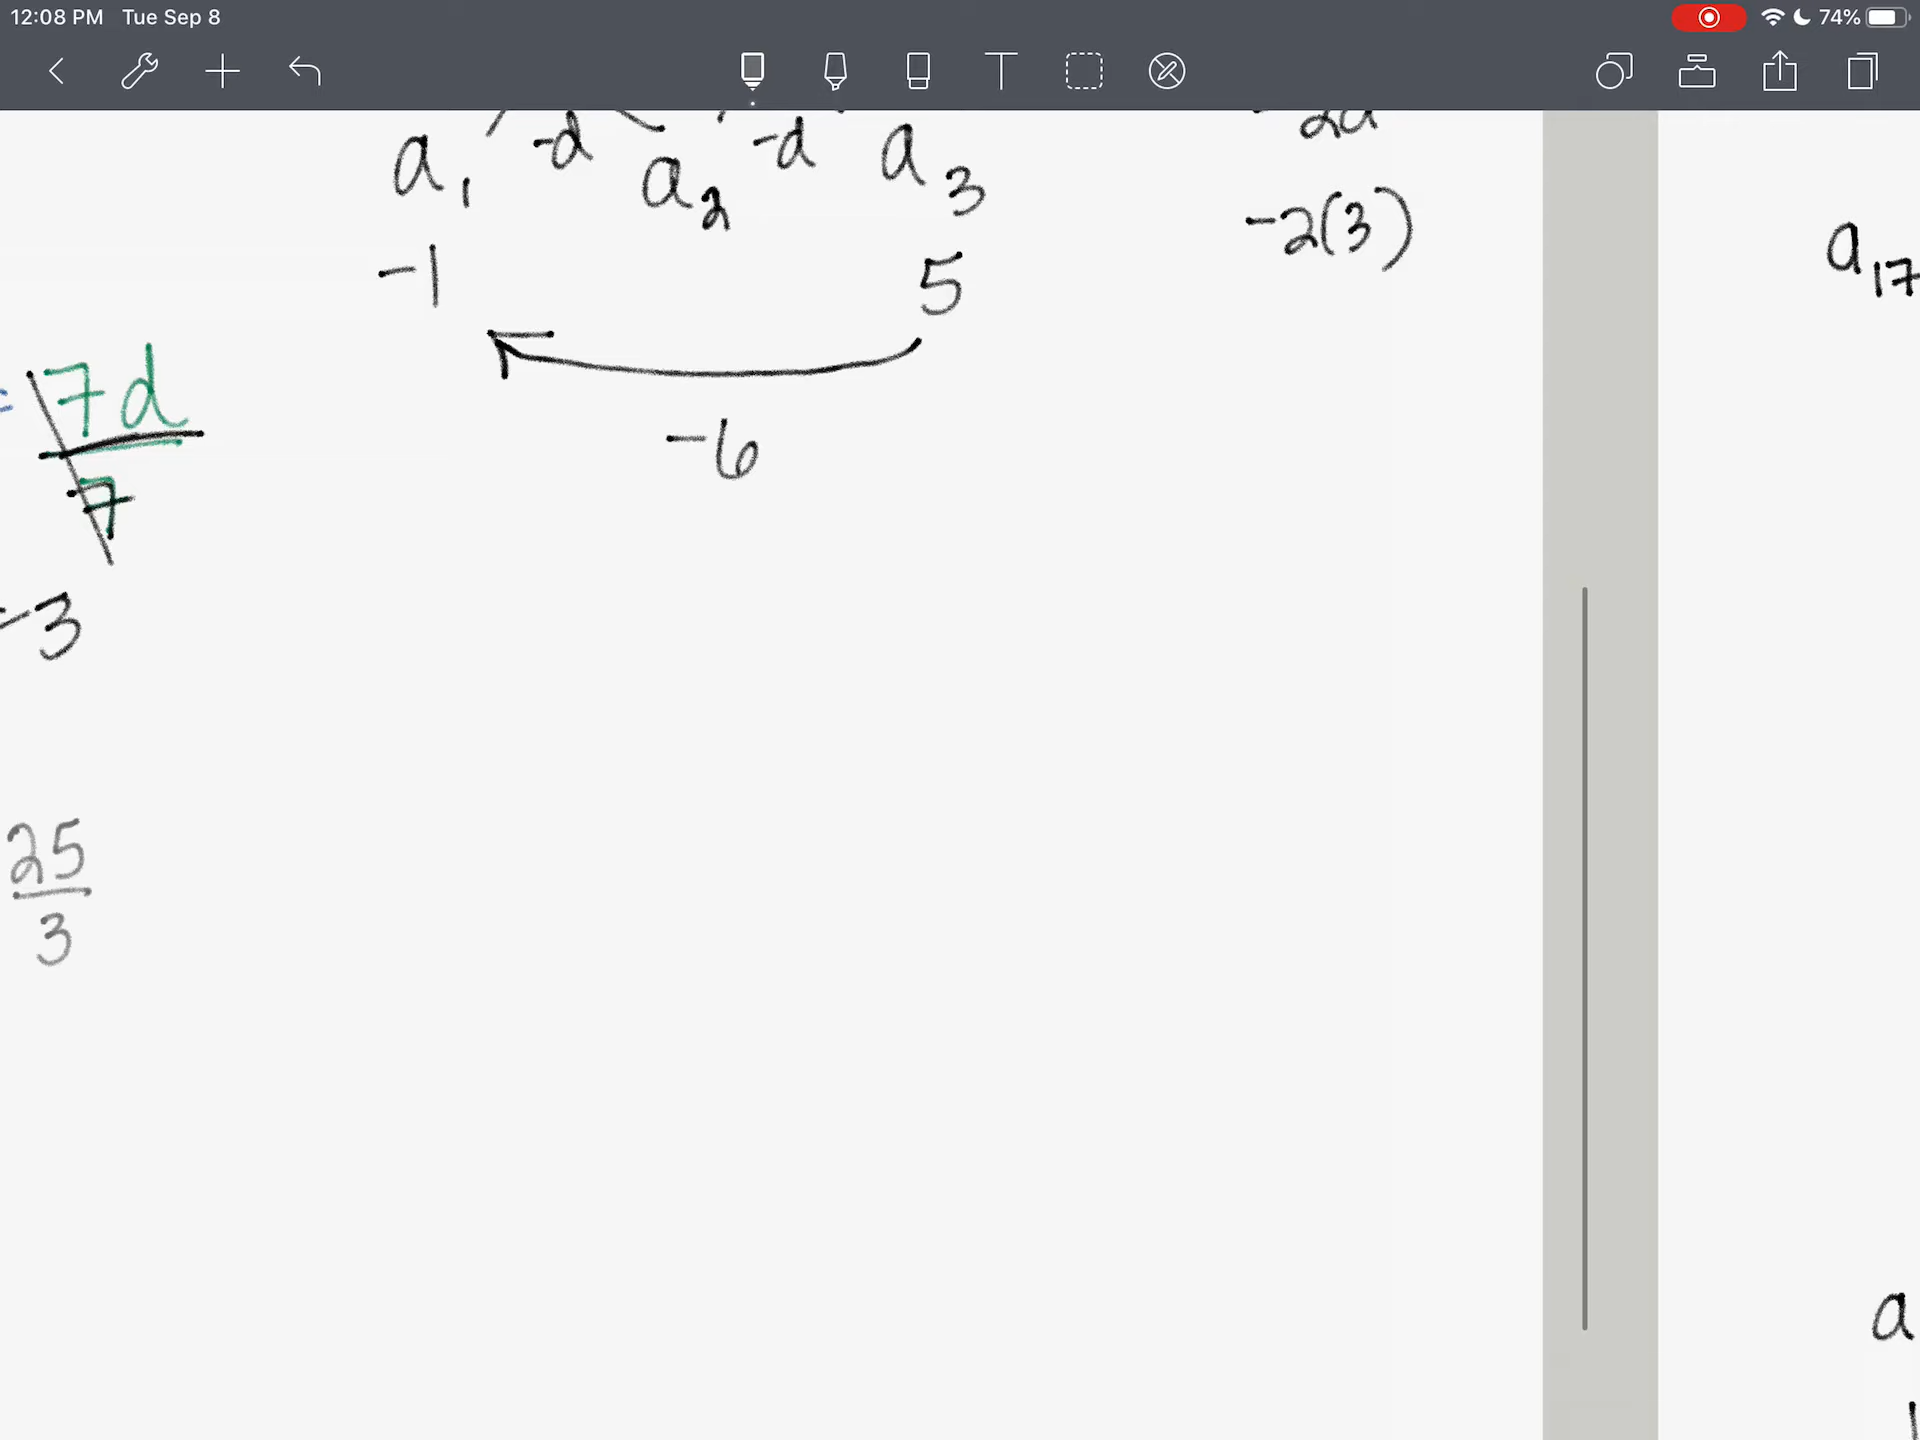 12:08 PM Tue Sep 8
74%
T
-d -d
a₁ a₂ a₃
-2(3)
-1 5
a₁₇
= 7d
7
-6
-3
25
3
a